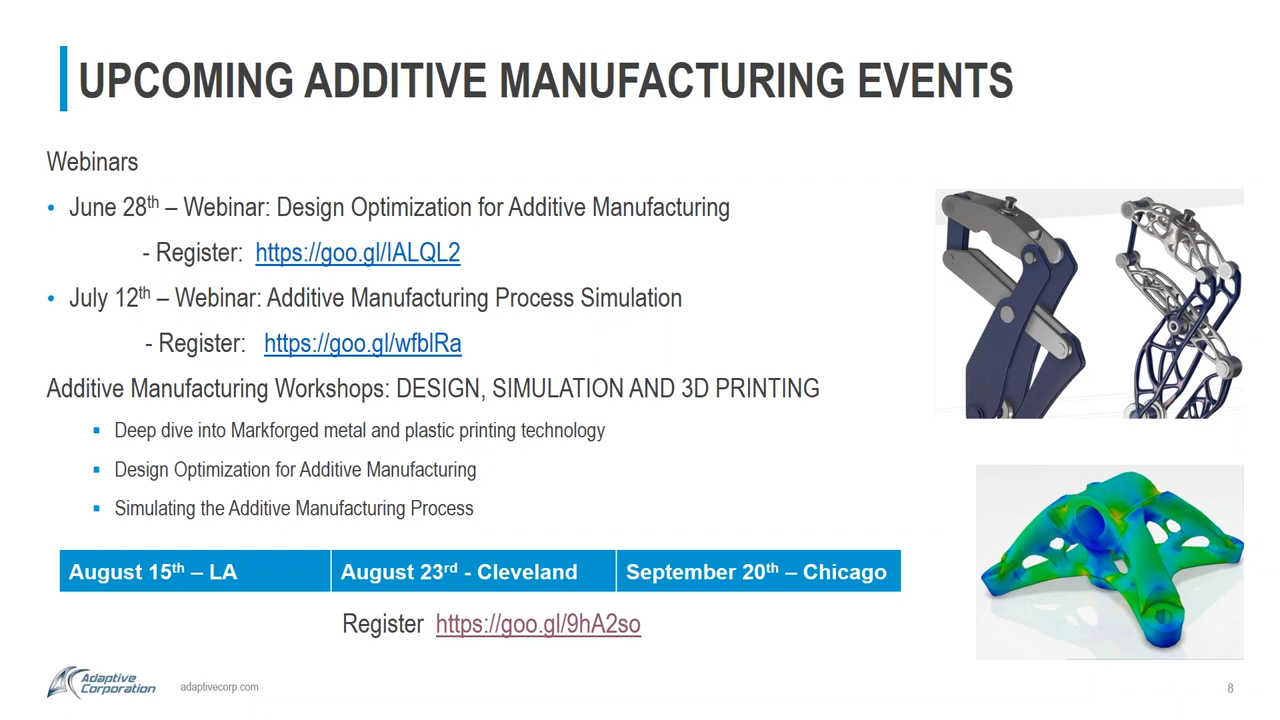 UPCOMING ADDITIVE MANUFACTURING EVENTS
Webinars
• June 28th – Webinar: Design Optimization for Additive Manufacturing
- Register: https://goo.gl/IALQL2
• July 12th – Webinar: Additive Manufacturing Process Simulation
- Register: https://goo.gl/wfblRa
Additive Manufacturing Workshops: DESIGN, SIMULATION AND 3D PRINTING
▪ Deep dive into Markforged metal and plastic printing technology
▪ Design Optimization for Additive Manufacturing
▪ Simulating the Additive Manufacturing Process
August 15th – LA
August 23rd - Cleveland
September 20th – Chicago
Register https://goo.gl/9hA2so
Adaptive
Corporation
adaptivecorp.com
8